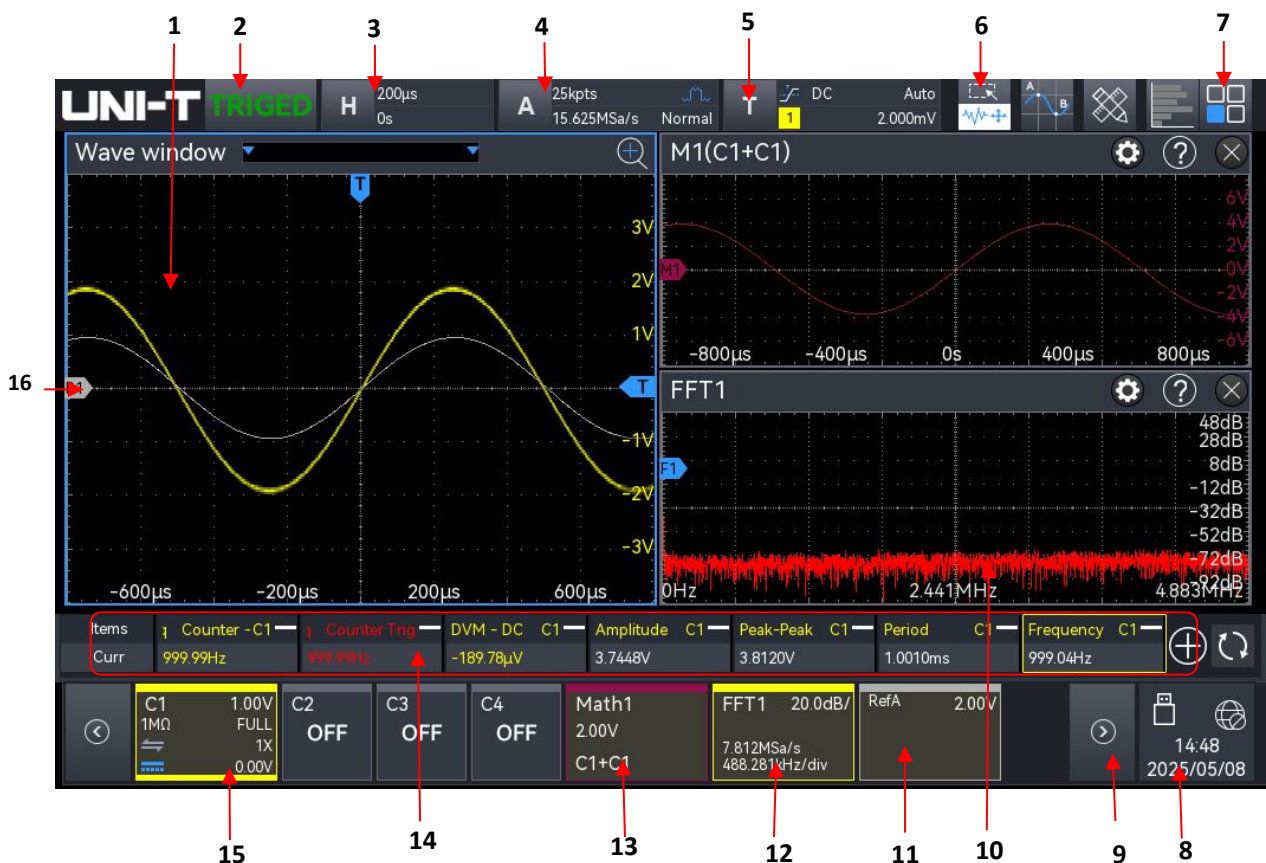 1 2 3 4 5 6 7
UNI-T TRIGED H 200μs A 25kpts T DC Auto A B
0s 15.625MSa/s Normal 1 2.000mV
Wave window M1(C1+C1) ?
T
6V
3V 4V
2V
2V M1 0V
-2V
1V -4V
-6V
-800μs -400μs 0s 400μs 800μs
16 T FFT1 ?
48dB
28dB
-1V F1 8dB
-12dB
-2V -32dB
-52dB
-3V -72dB
-92dB
-600μs -200μs 200μs 600μs 0Hz 2.441MHz 4.883MHz
Items Counter - C1 Counter Trig DVM - DC C1 Amplitude C1 Peak-Peak C1 Period C1 Frequency C1
Curr 999.99Hz 999.99Hz -189.78μV 3.7448V 3.8120V 1.0010ms 999.04Hz
C1 1.00V C2 C3 C4 Math1 FFT1 20.0dB/ RefA 2.00V
1MΩ FULL OFF OFF OFF 2.00V
1X 7.812MSa/s 14:48
0.00V C1+C1 488.281kHz/div 2025/05/08
15 14 13 12 11 10 9 8